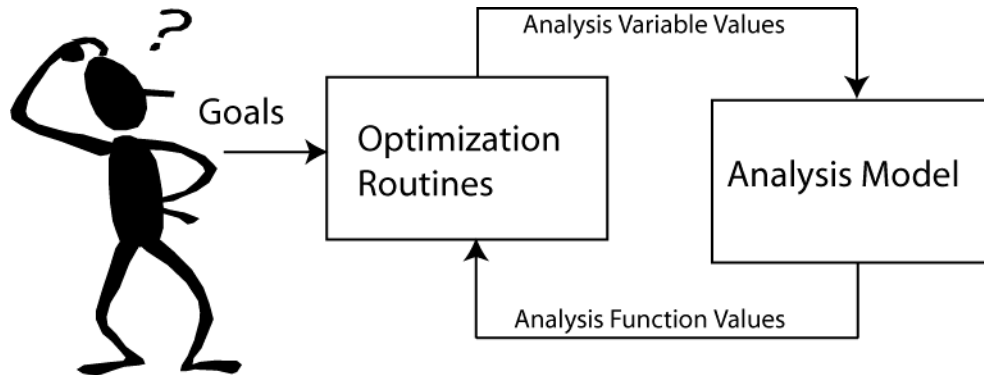 ?
Analysis Variable Values
Goals
Optimization
Routines
Analysis Model
Analysis Function Values